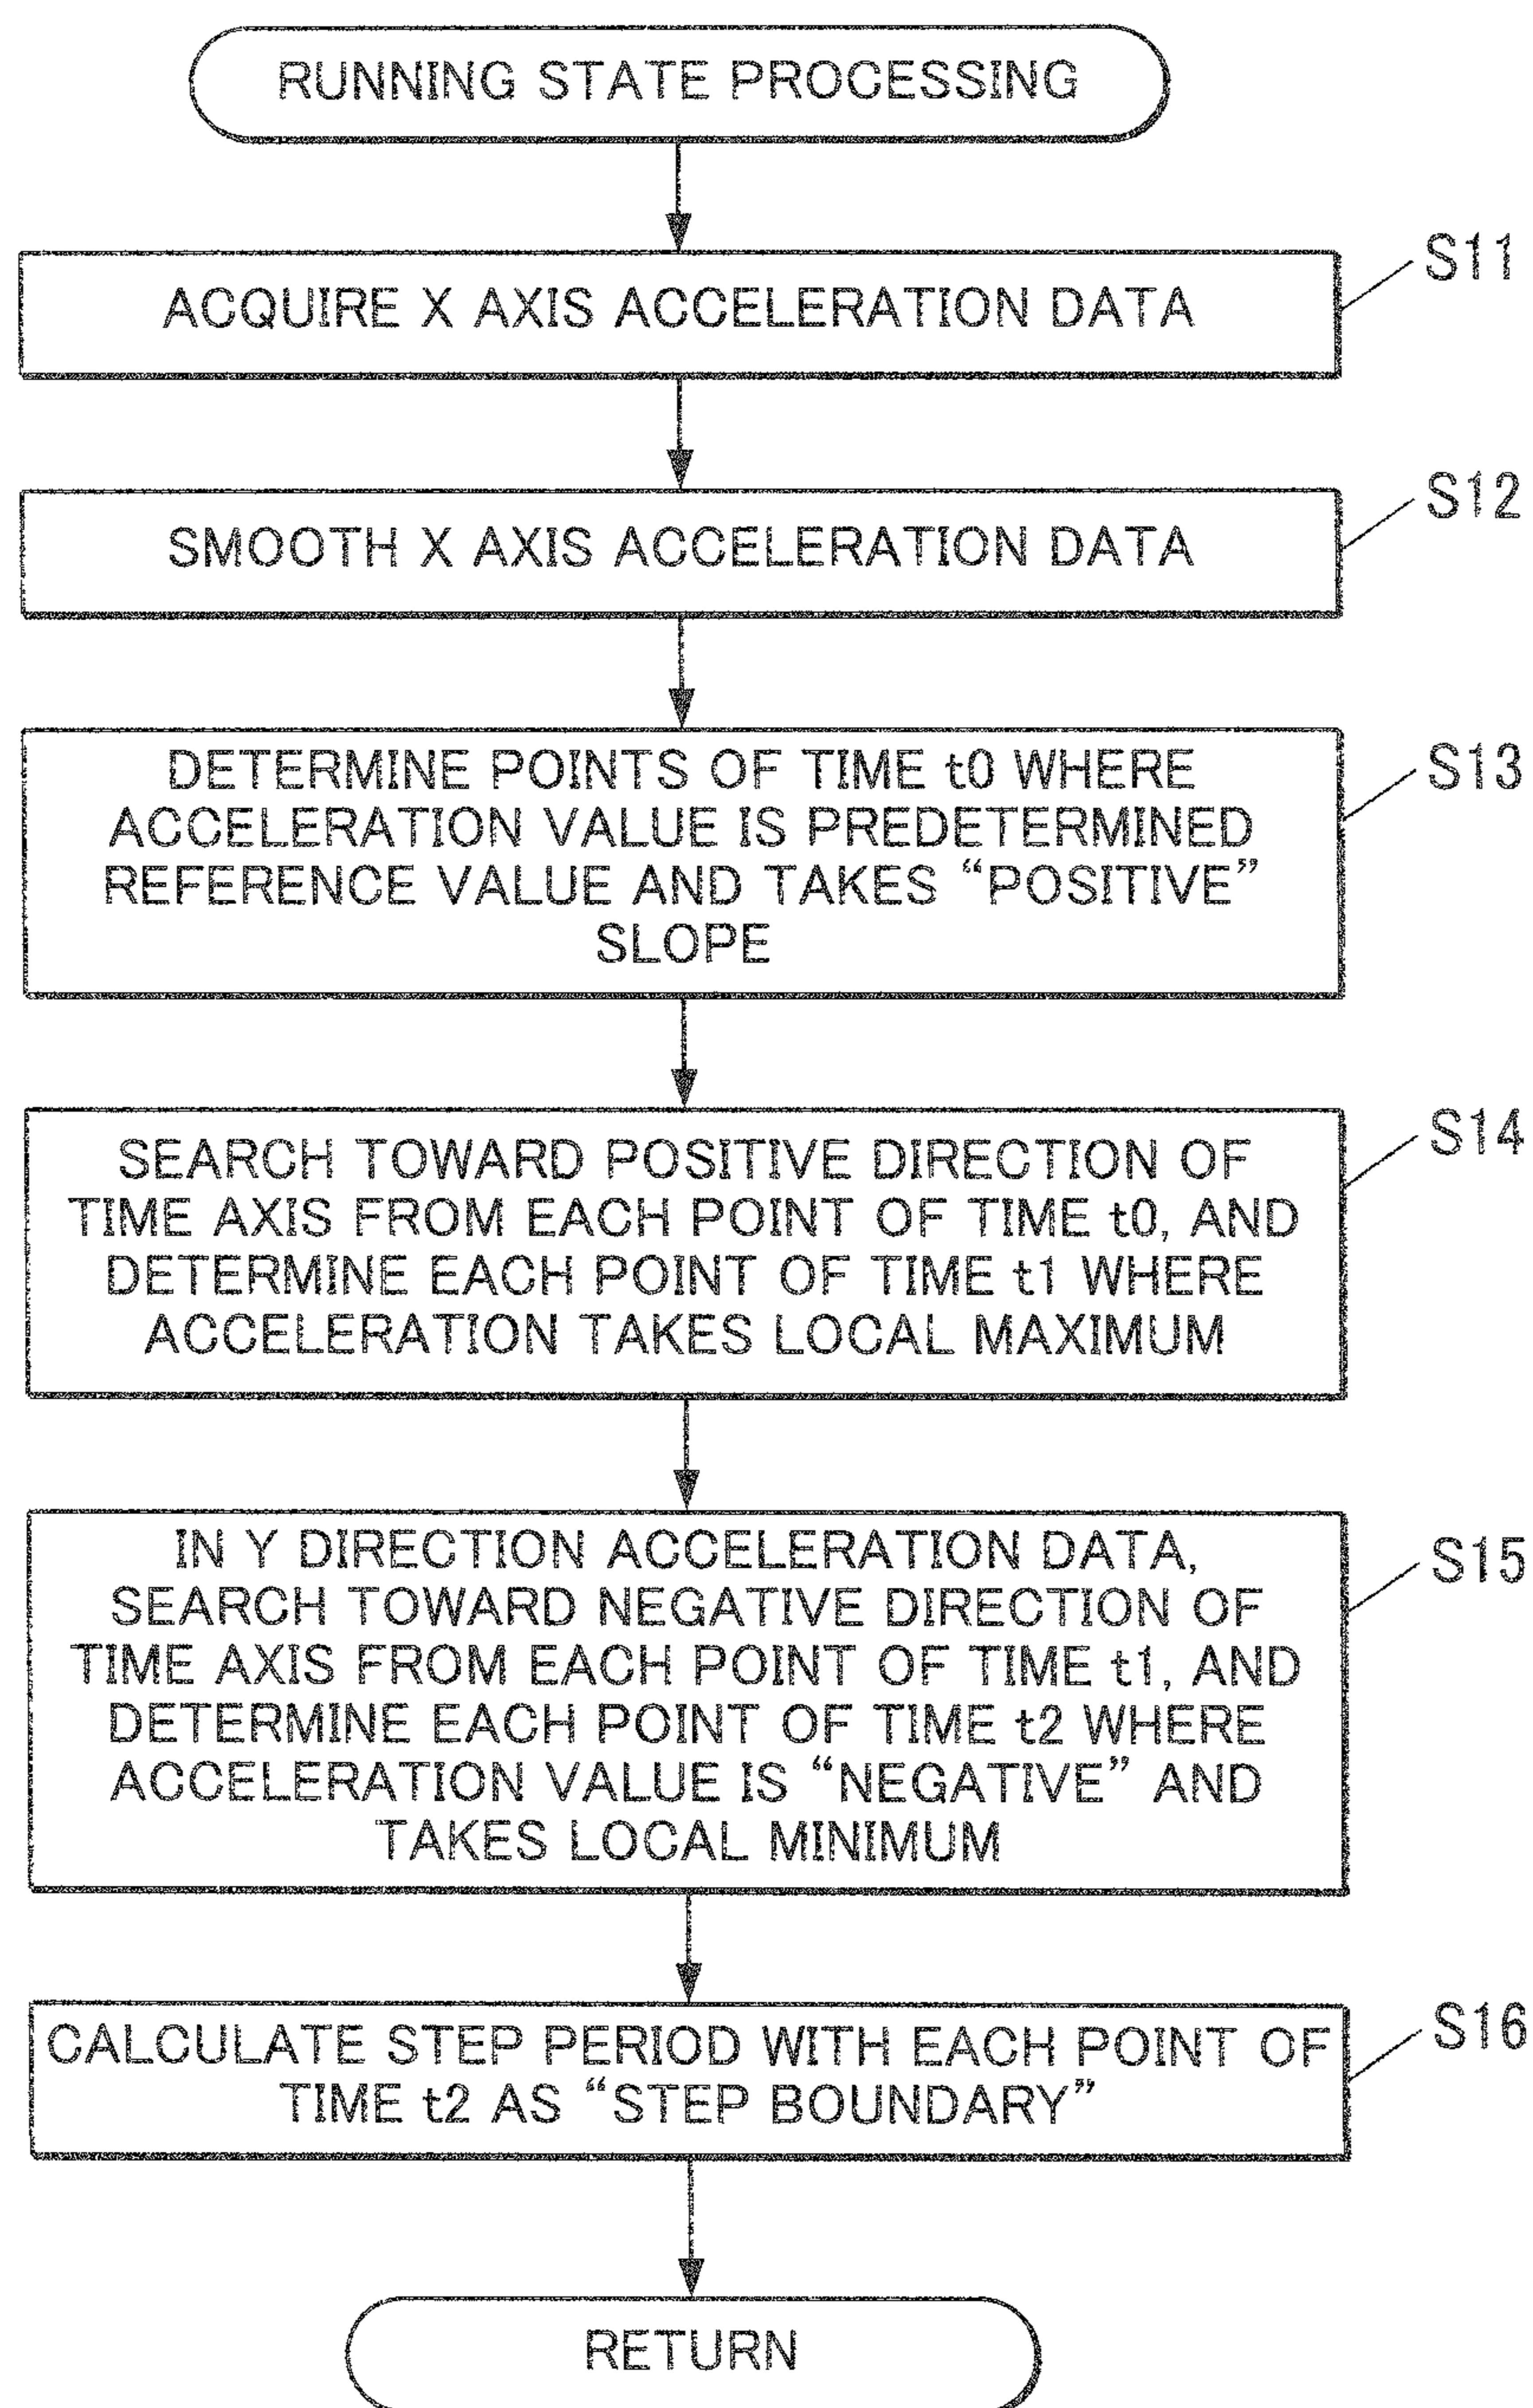 RUNNING STATE PROCESSING
S11
ACQUIRE X AXIS ACCELERATION DATA
S12
SMOOTH X AXIS ACCELERATION DATA
S13
DETERMINE POINTS OF TIME t0 WHERE
ACCELERATION VALUE IS PREDETERMINED
REFERENCE VALUE AND TAKES “POSITIVE”
SLOPE
S14
SEARCH TOWARD POSITIVE DIRECTION OF
TIME AXIS FROM EACH POINT OF TIME t0, AND
DETERMINE EACH POINT OF TIME t1 WHERE
ACCELERATION TAKES LOCAL MAXIMUM
S15
IN Y DIRECTION ACCELERATION DATA,
SEARCH TOWARD NEGATIVE DIRECTION OF
TIME AXIS FROM EACH POINT OF TIME t1, AND
DETERMINE EACH POINT OF TIME t2 WHERE
ACCELERATION VALUE IS “NEGATIVE” AND
TAKES LOCAL MINIMUM
S16
CALCULATE STEP PERIOD WITH EACH POINT OF
TIME t2 AS “STEP BOUNDARY”
RETURN